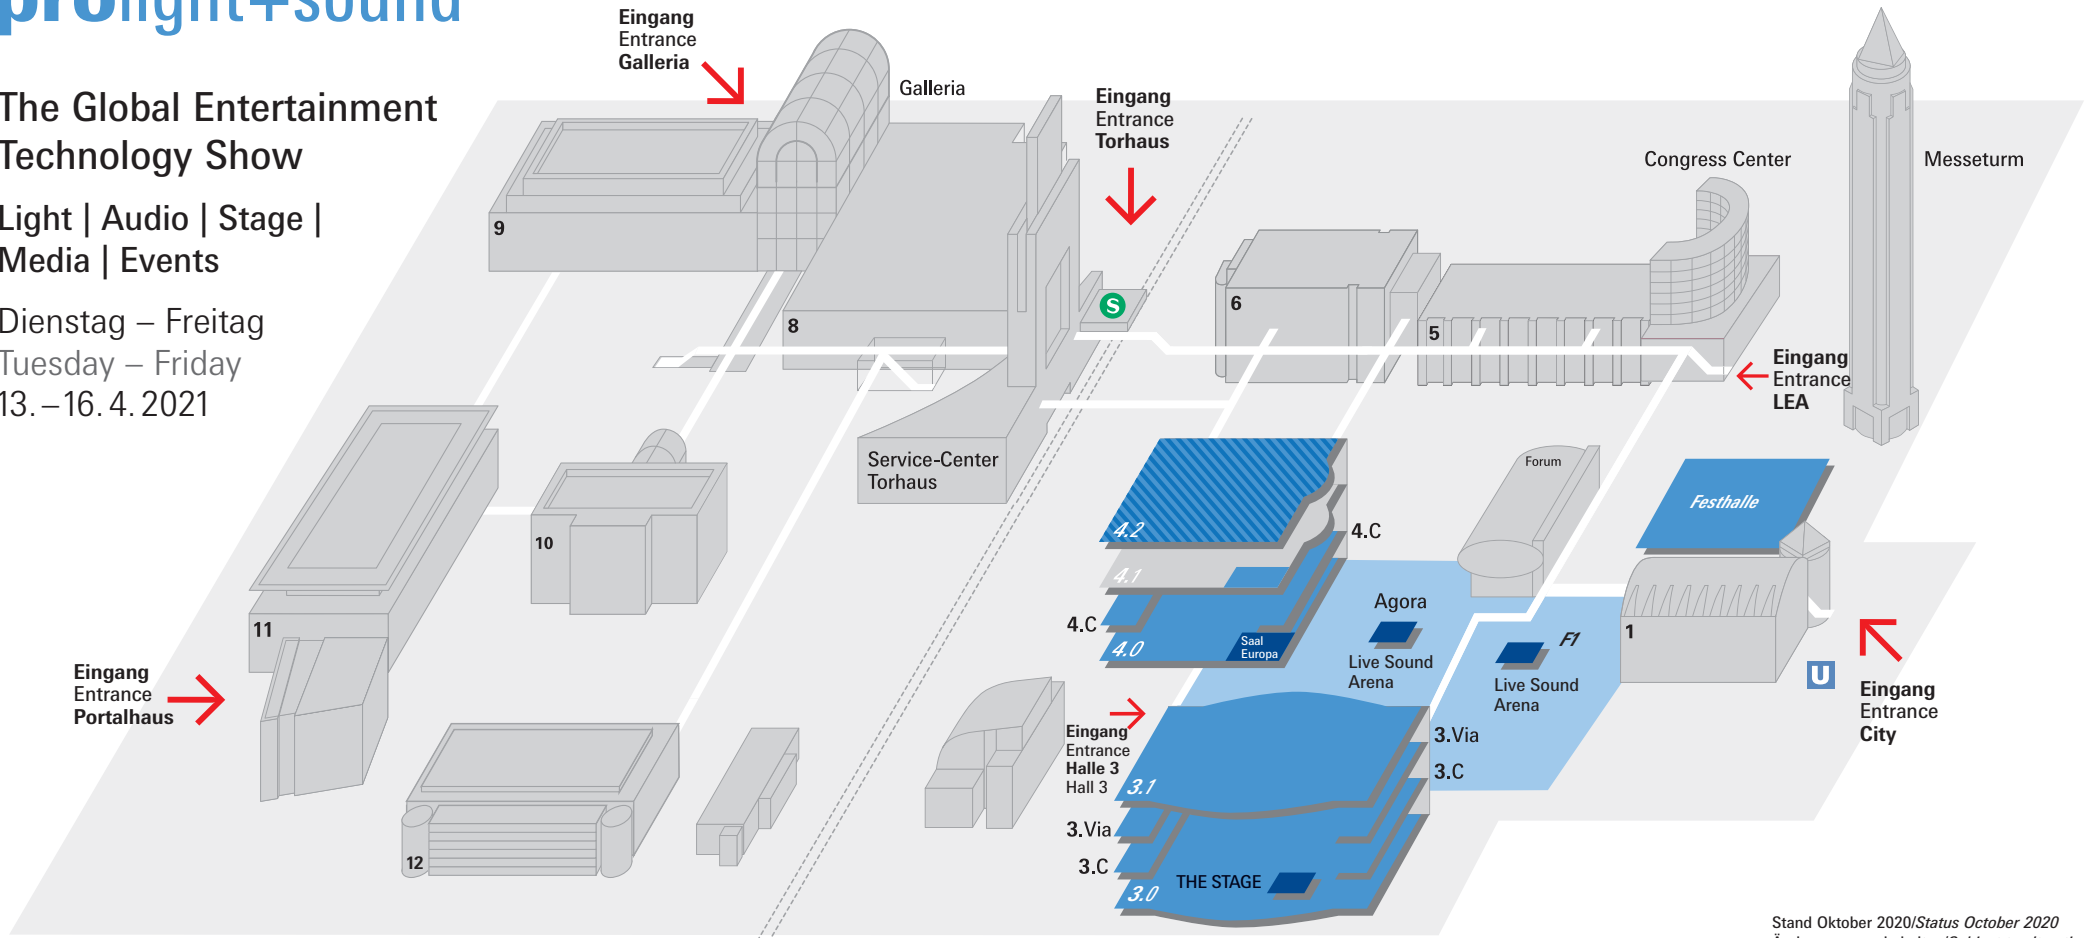 prolight+sound
The Global Entertainment
Technology Show
Light | Audio | Stage |
Media | Events
Dienstag – Freitag
Tuesday – Friday
13. – 16. 4. 2021
Eingang
Entrance
Galleria
Galleria
Eingang
Entrance
Torhaus
Congress Center
Messeturm
9
8
S
6
5
Eingang
Entrance
LEA
Service-Center
Torhaus
10
11
12
Eingang
Entrance
Portalhaus
4.2
4.1
4.C
4.C
4.0
Saal
Europa
Forum
Festhalle
Agora
Live Sound
Arena
F1
Live Sound
Arena
1
U
Eingang
Entrance
City
Eingang
Entrance
Halle 3
Hall 3
3.1
3.Via
3.C
3.Via
3.C
3.0
THE STAGE
Stand Oktober 2020/Status October 2020